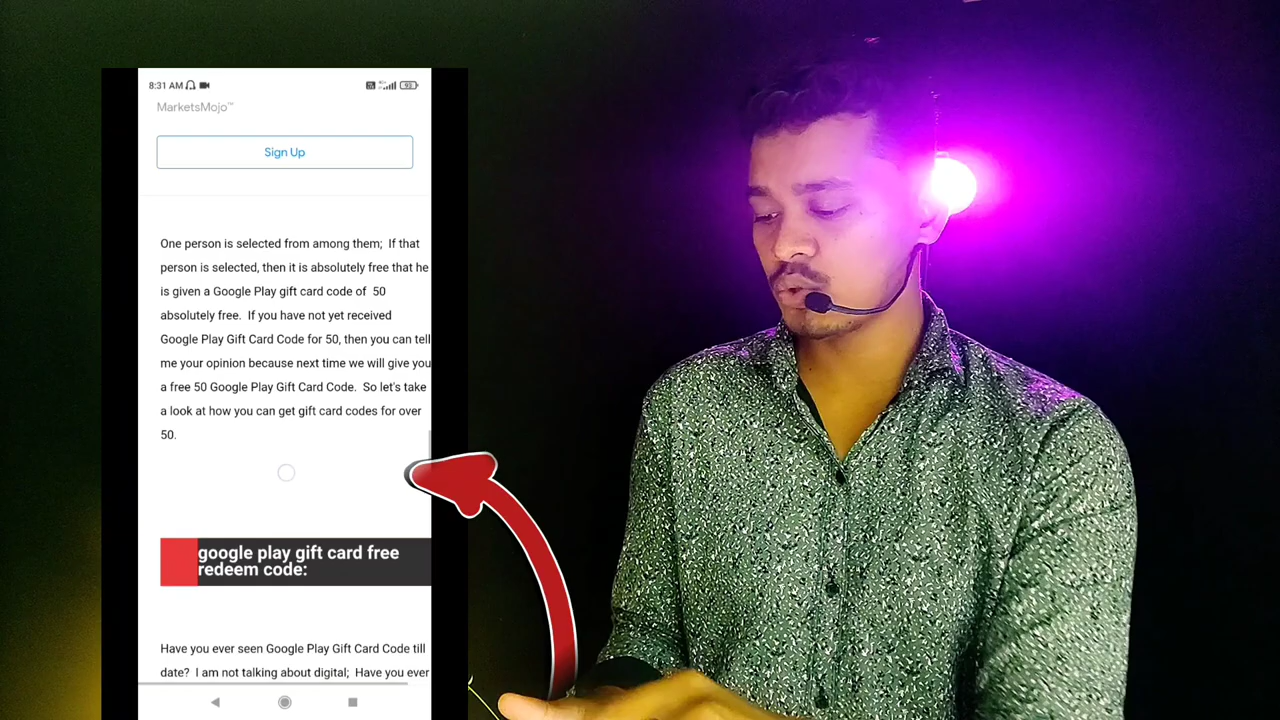 8:31 AM
MarketsMojo™
Sign Up
One person is selected from among them; If that
person is selected, then it is absolutely free that he
is given a Google Play gift card code of 50
absolutely free. If you have not yet received
Google Play Gift Card Code for 50, then you can tell
me your opinion because next time we will give you
a free 50 Google Play Gift Card Code. So let's take
a look at how you can get gift card codes for over
50.
google play gift card free
redeem code:
Have you ever seen Google Play Gift Card Code till
date? I am not talking about digital; Have you ever